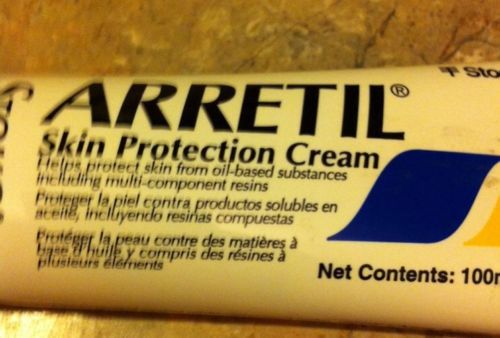 ARRETIL®
Skin Protection Cream
Helps protect skin from oil-based substances
including multi-component resins
Proteger la piel contra productos solubles en
aceite, incluyendo resinas compuestas
Protéger la peau contre des matières à
base d'huile y compris des résines à
plusieurs éléments
Net Contents: 100